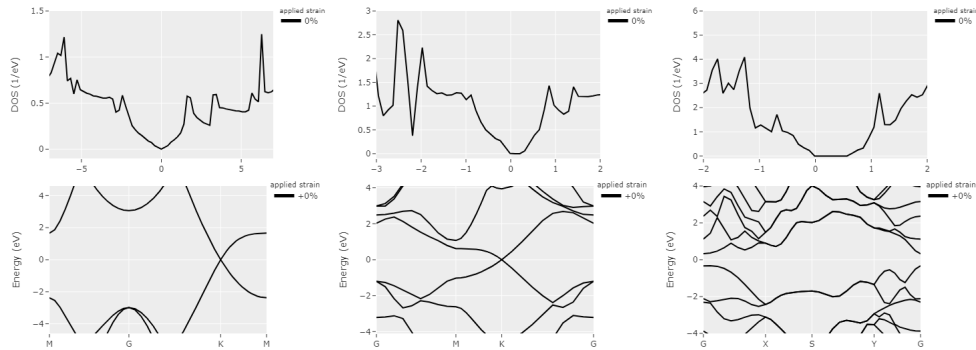 applied strain
0%
DOS (1/eV)
1.5
1
0.5
0
−5
0
5
applied strain
0%
DOS (1/eV)
3
2.5
2
1.5
1
0.5
0
−3
−2
−1
0
1
2
applied strain
0%
DOS (1/eV)
6
5
4
3
2
1
0
−2
−1
0
1
2
applied strain
+0%
Energy (eV)
4
2
0
−2
−4
M
G
K
M
applied strain
+0%
Energy (eV)
4
2
0
−2
−4
G
M
K
G
applied strain
+0%
Energy (eV)
4
2
0
−2
−4
G
X
S
Y
G